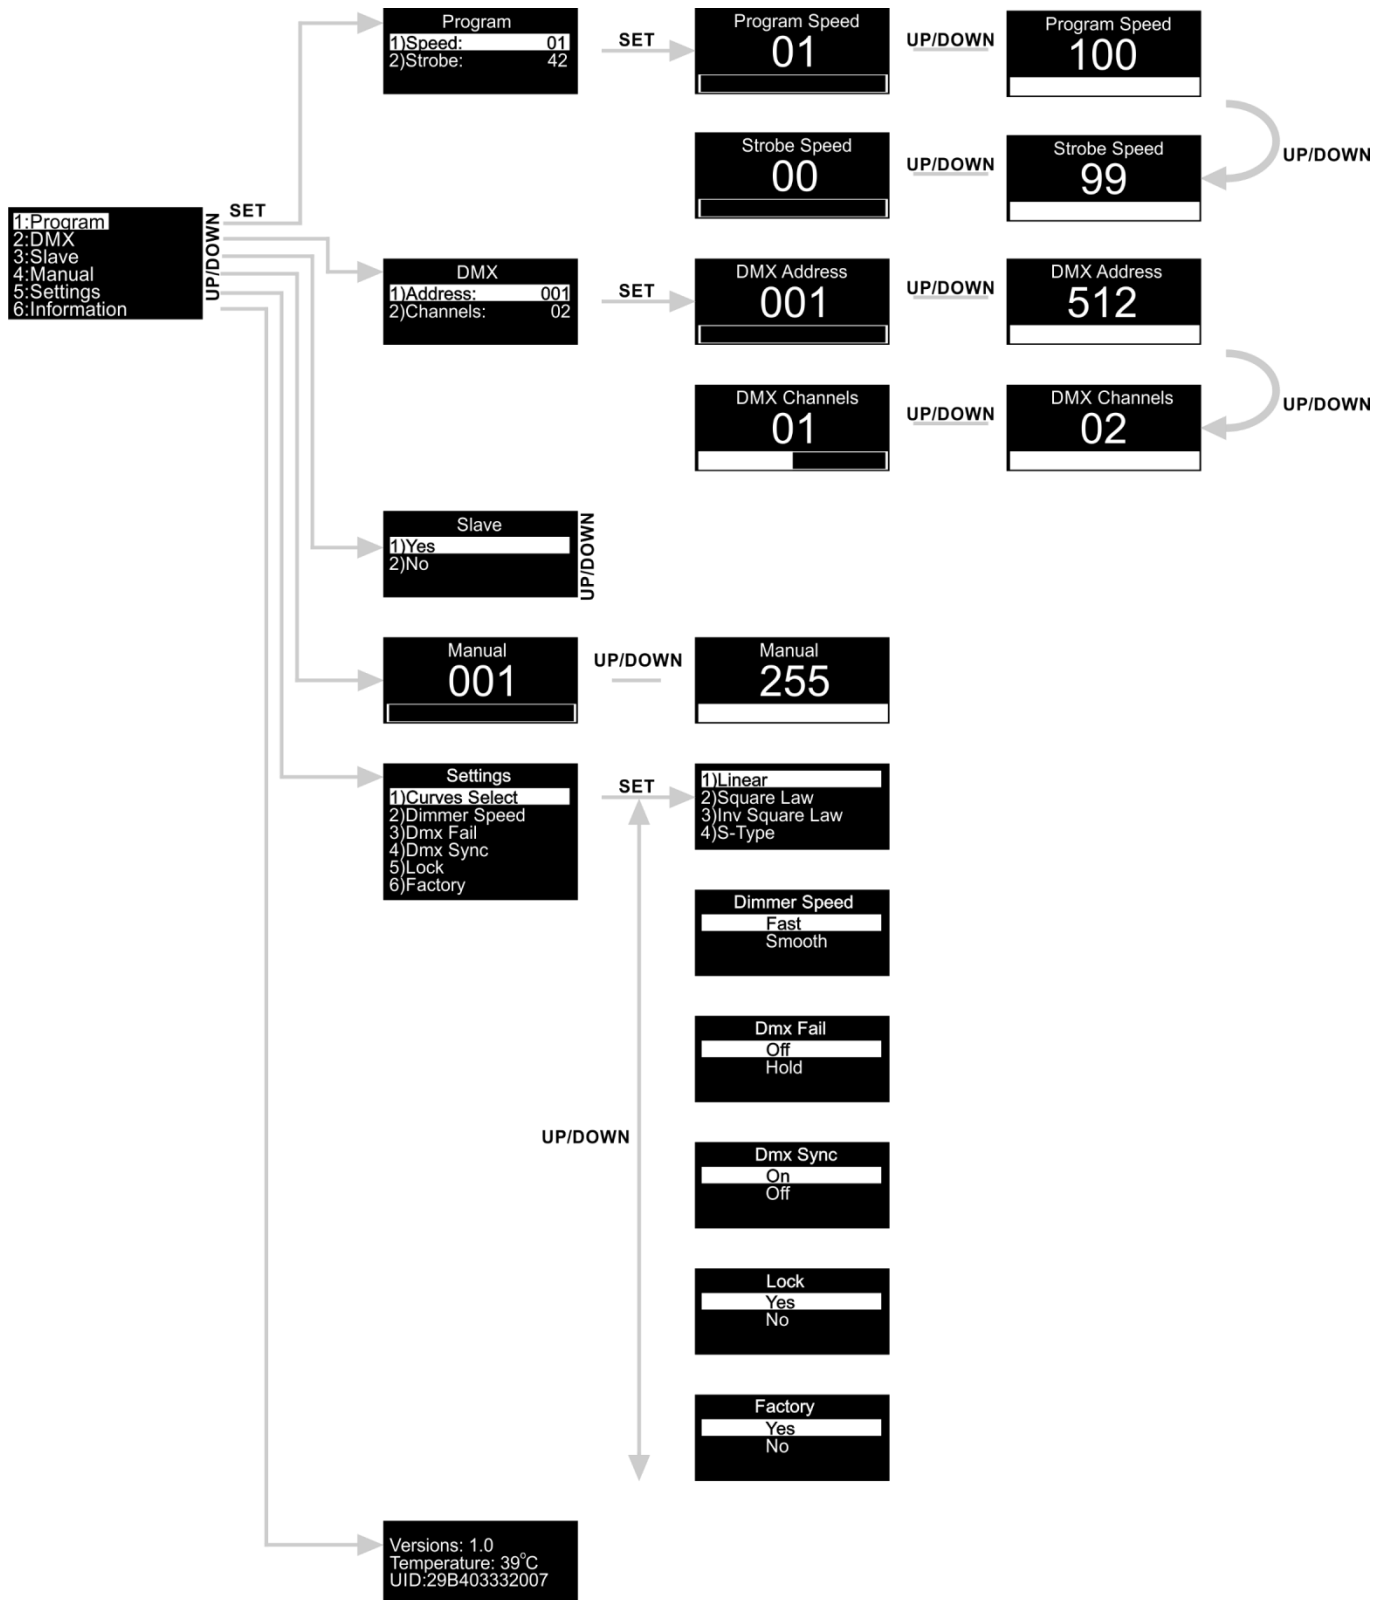 1:Program
2:DMX
3:Slave
4:Manual
5:Settings
6:Information
UP/DOWN
SET
Program
1)Speed: 01
2)Strobe: 42
SET
Program Speed
01
UP/DOWN
Program Speed
100
Strobe Speed
00
UP/DOWN
Strobe Speed
99
UP/DOWN
DMX
1)Address: 001
2)Channels: 02
SET
DMX Address
001
UP/DOWN
DMX Address
512
DMX Channels
01
UP/DOWN
DMX Channels
02
UP/DOWN
Slave
1)Yes
2)No
UP/DOWN
Manual
001
UP/DOWN
Manual
255
Settings
1)Curves Select
2)Dimmer Speed
3)Dmx Fail
4)Dmx Sync
5)Lock
6)Factory
SET
1)Linear
2)Square Law
3)Inv Square Law
4)S-Type
Dimmer Speed
Fast
Smooth
Dmx Fail
Off
Hold
UP/DOWN
Dmx Sync
On
Off
Lock
Yes
No
Factory
Yes
No
Versions: 1.0
Temperature: 39°C
UID:29B403332007